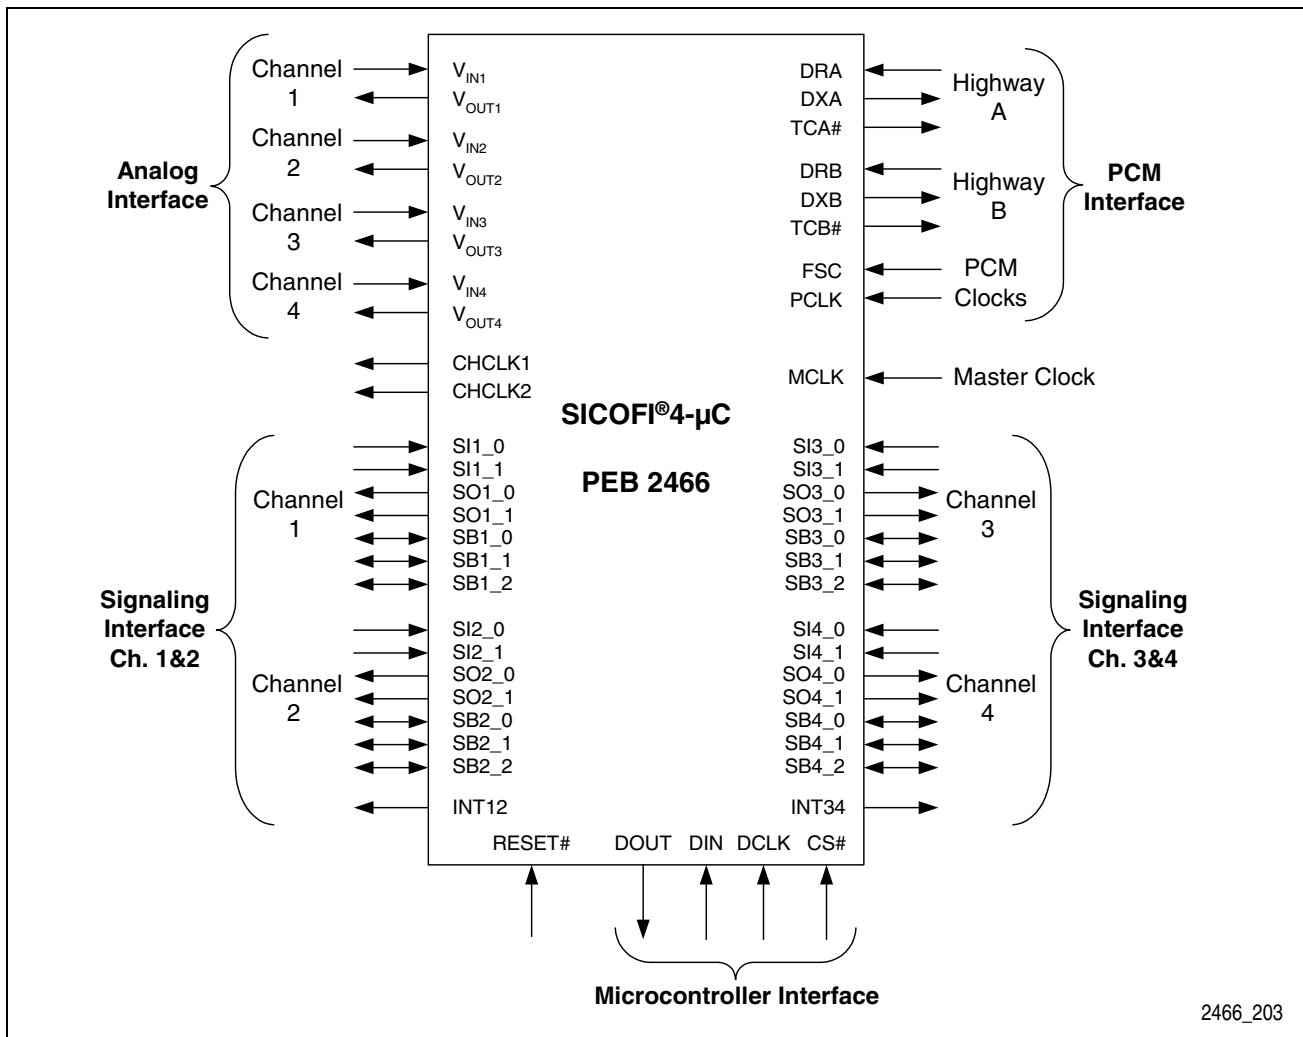 Analog
Interface
Channel
1
Channel
2
Channel
3
Channel
4
VIN1
VOUT1
VIN2
VOUT2
VIN3
VOUT3
VIN4
VOUT4
CHCLK1
CHCLK2
DRA
DXA
TCA#
DRB
DXB
TCB#
FSC
PCLK
MCLK
Highway
A
Highway
B
PCM
Clocks
Master Clock
PCM
Interface
SICOFI®4-µC
PEB 2466
Signaling
Interface
Ch. 1&2
Channel
1
Channel
2
SI1_0
SI1_1
SO1_0
SO1_1
SB1_0
SB1_1
SB1_2
SI2_0
SI2_1
SO2_0
SO2_1
SB2_0
SB2_1
SB2_2
INT12
SI3_0
SI3_1
SO3_0
SO3_1
SB3_0
SB3_1
SB3_2
SI4_0
SI4_1
SO4_0
SO4_1
SB4_0
SB4_1
SB4_2
INT34
Channel
3
Channel
4
Signaling
Interface
Ch. 3&4
RESET# DOUT DIN DCLK CS#
Microcontroller Interface
2466_203